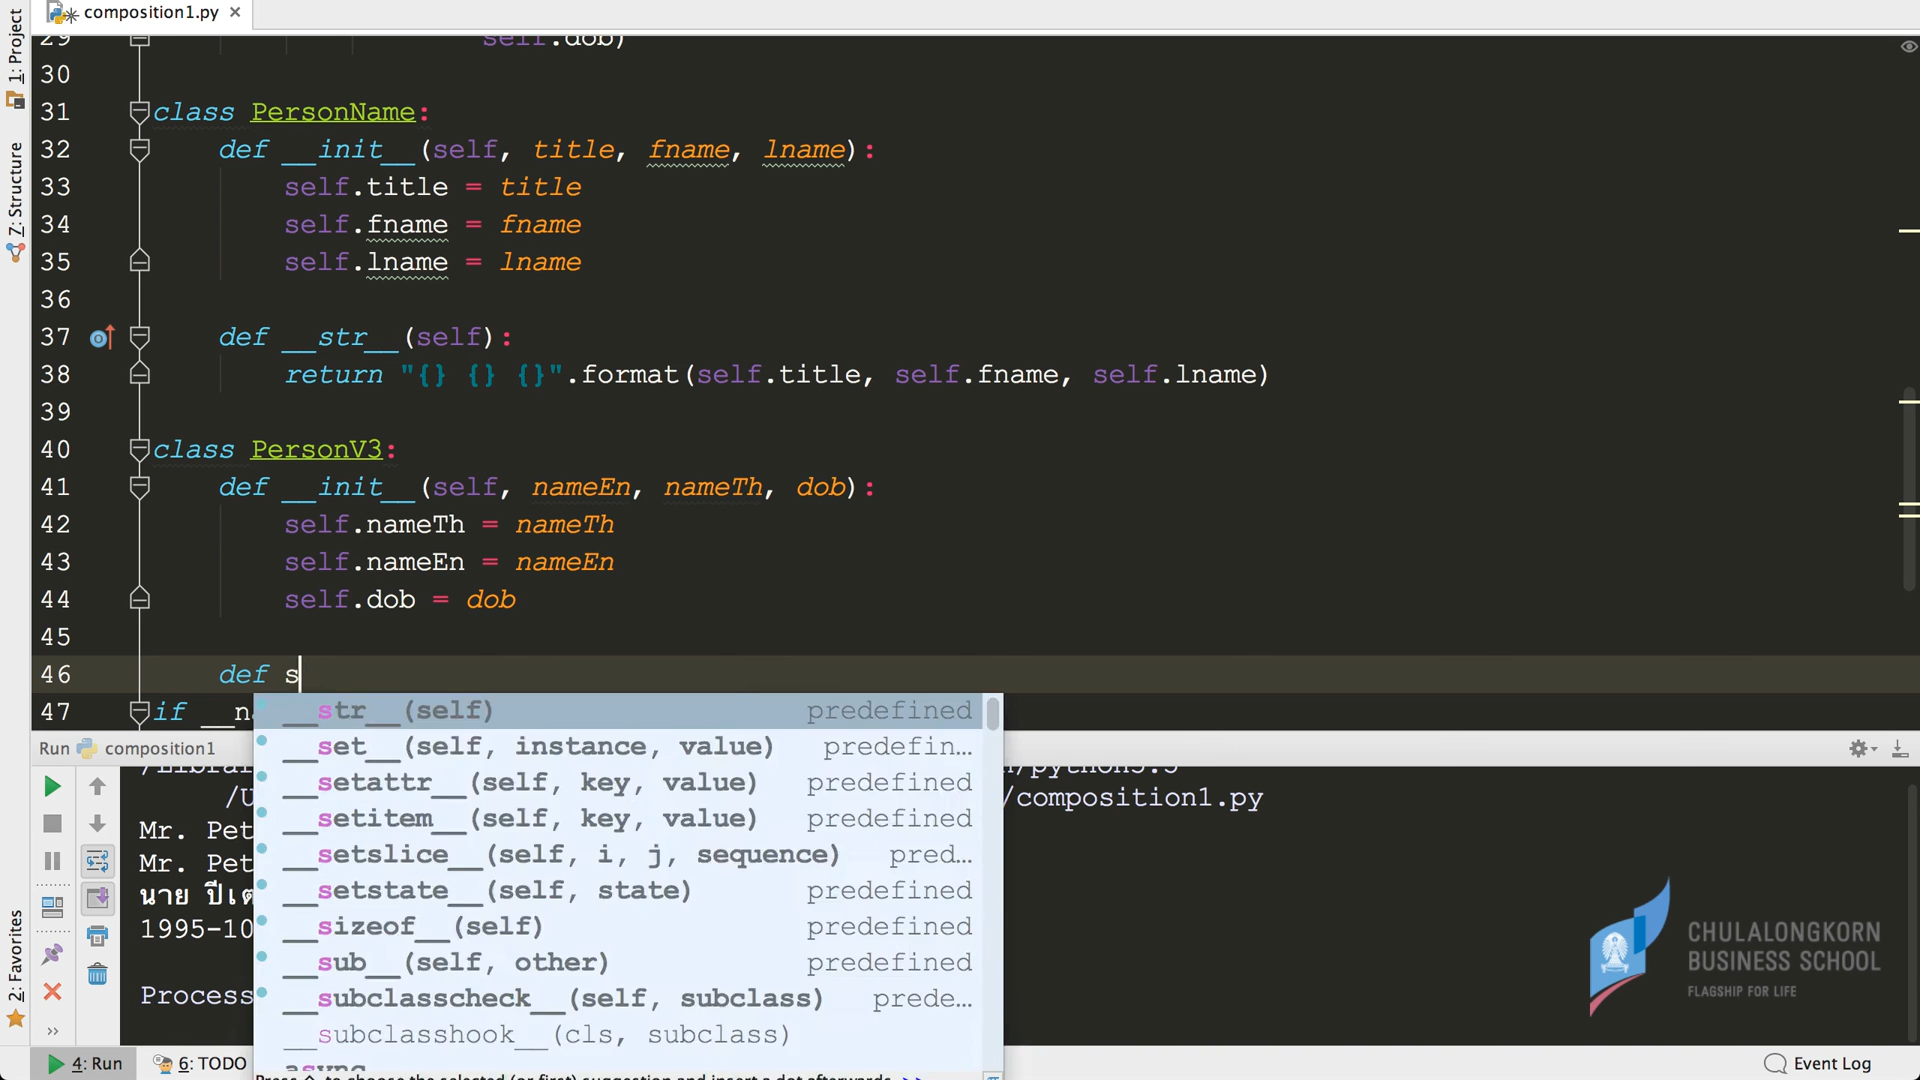 composition1.py
1: Project
29 self.dob)
30
31 class PersonName:
32 def __init__(self, title, fname, lname):
33 self.title = title
34 self.fname = fname
35 self.lname = lname
36
37 def __str__(self):
38 return "{} {} {}".format(self.title, self.fname, self.lname)
39
40 class PersonV3:
41 def __init__(self, nameEn, nameTh, dob):
42 self.nameTh = nameTh
43 self.nameEn = nameEn
44 self.dob = dob
45
46 def s
47 if __na
7: Structure
__str__(self) predefined
__set__(self, instance, value) predefin…
__setattr__(self, key, value) predefined
__setitem__(self, key, value) predefined
__setslice__(self, i, j, sequence) pred…
__setstate__(self, state) predefined
__sizeof__(self) predefined
__sub__(self, other) predefined
__subclasscheck__(self, subclass) prede…
__subclasshook__(cls, subclass)
async
Run composition1
/python3.5
/U /composition1.py
Mr. Pet
Mr. Pet
นาย ปีเต
1995-10
Process
2: Favorites
CHULALONGKORN
BUSINESS SCHOOL
FLAGSHIP FOR LIFE
4: Run
6: TODO
Event Log